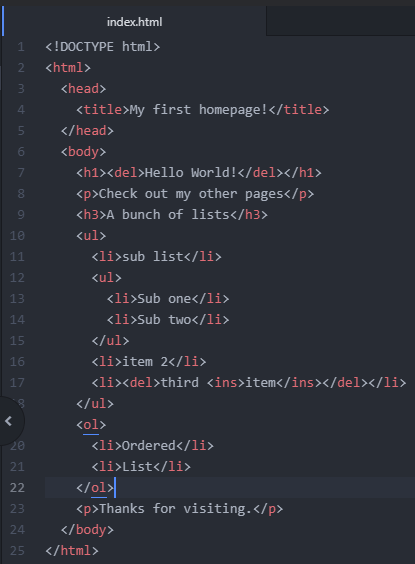 index.html
1 <!DOCTYPE html>
2 <html>
3   <head>
4     <title>My first homepage!</title>
5   </head>
6   <body>
7     <h1><del>Hello World!</del></h1>
8     <p>Check out my other pages</p>
9     <h3>A bunch of lists</h3>
10     <ul>
11       <li>sub list</li>
12       <ul>
13         <li>Sub one</li>
14         <li>Sub two</li>
15       </ul>
16       <li>item 2</li>
17       <li><del>third <ins>item</ins></del></li>
18     </ul>
    <ol>
20       <li>Ordered</li>
21       <li>List</li>
22     </ol>
23     <p>Thanks for visiting.</p>
24   </body>
25 </html>